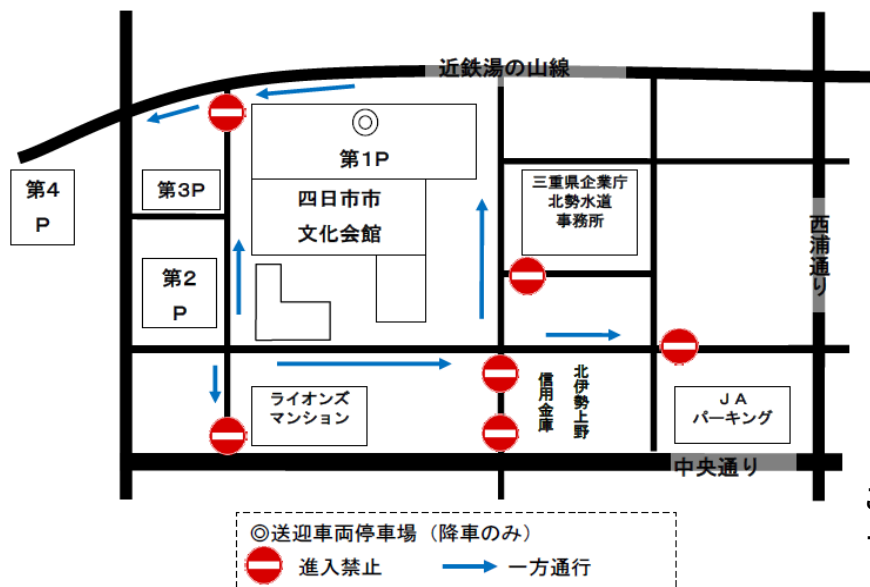 近鉄湯の山線
第1P
四日市市
文化会館
第3P
第4
P
第2
P
三重県企業庁
北勢水道
事務所
西浦通り
ライオンズ
マンション
北伊勢上野
信用金庫
ＪＡ
パーキング
中央通り
◎送迎車両停車場（降車のみ）
進入禁止
一方通行